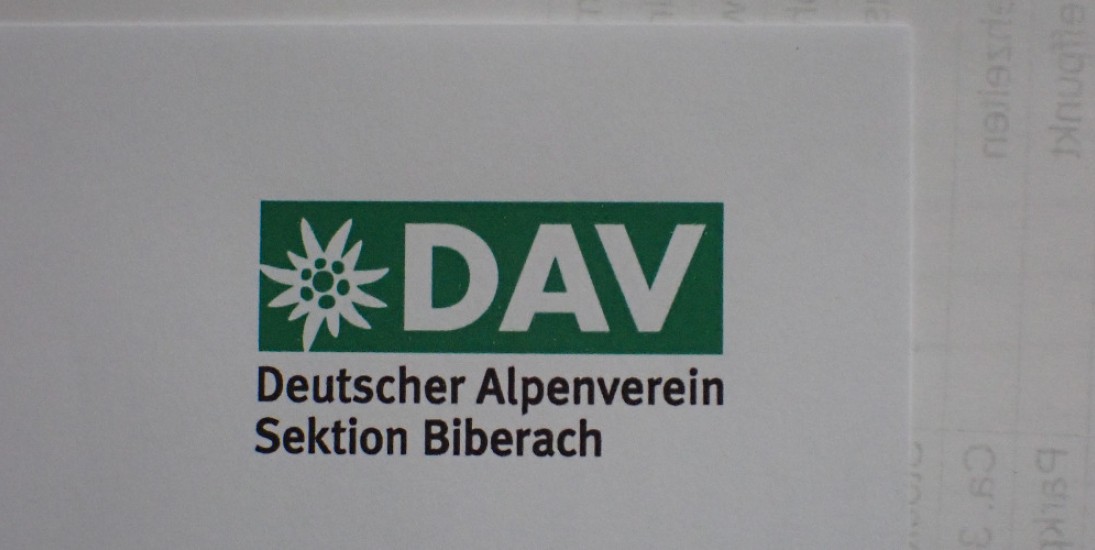 DAV
Deutscher Alpenverein
Sektion Biberach